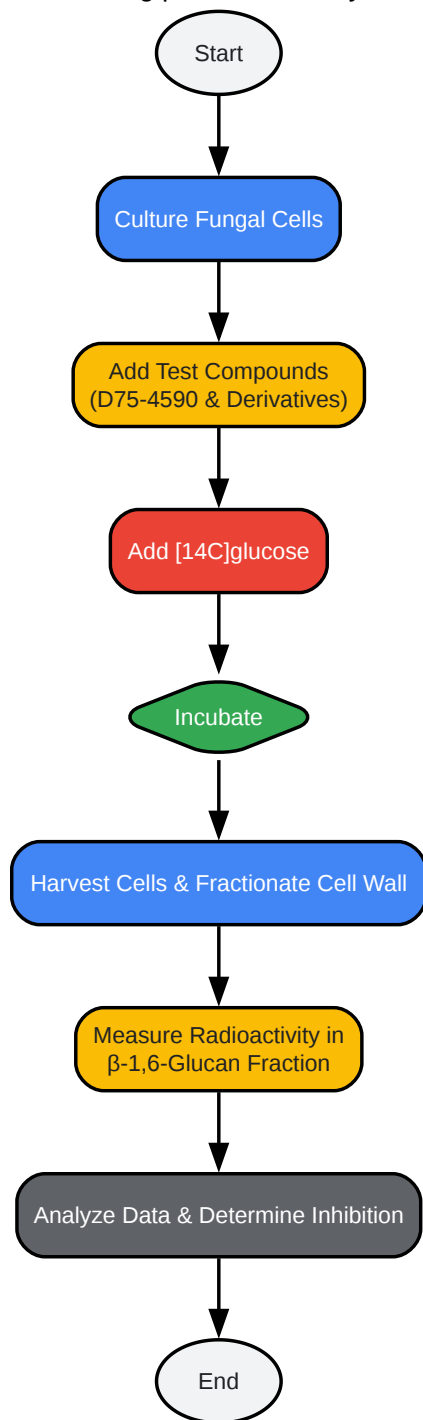 Start
Culture Fungal Cells
Add Test Compounds
(D75-4590 & Derivatives)
Add [14C]glucose
Incubate
Harvest Cells & Fractionate Cell Wall
Measure Radioactivity in
β-1,6-Glucan Fraction
Analyze Data & Determine Inhibition
End